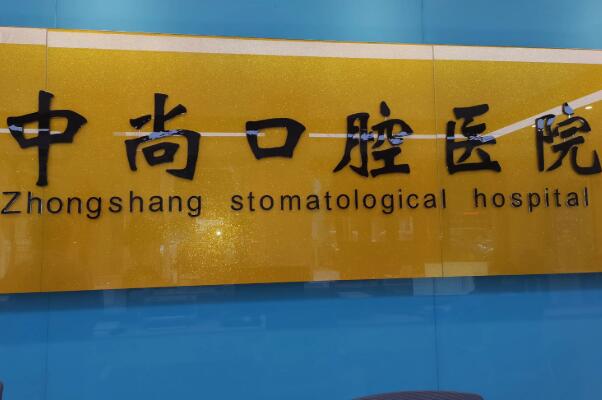 中尚口腔医院
Zhongshang stomatological hospital